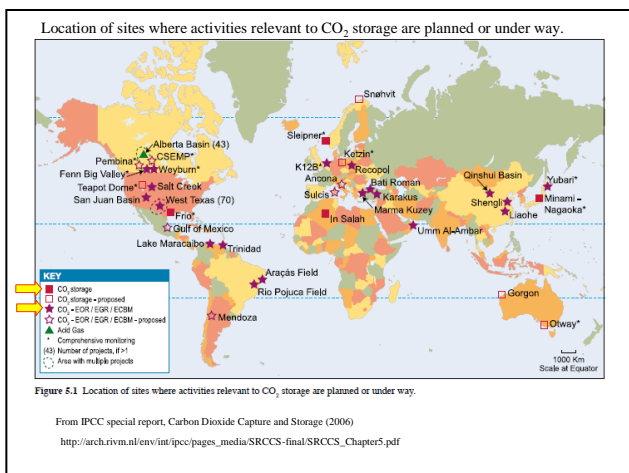 Location of sites where activities relevant to CO₂ storage are planned or under way.
Snøhvit
Sleipner*
Alberta Basin (43)
Ketzin*
CSEMP*
Pembina*
K12B*
Recopol
Yubari*
Fenn Big Valley*
Weyburn*
Ancona
Bati Roman
Qinshui Basin
Teapot Dome*
Salt Creek
Sulcis
Karakus
Minami –
Nagaoka*
San Juan Basin
West Texas (70)
Marma Kuzey
Shengli
Liaohe
Frio*
In Salah
Gulf of Mexico
Umm Al-Ambar
Lake Maracaibo
Trinidad
KEY
CO₂ storage
CO₂ storage - proposed
CO₂ – EOR / EGR / ECBM
CO₂ – EOR / EGR / ECBM – proposed
Acid Gas
* Comprehensive monitoring
(43) Number of projects, if >1
Area with multiple projects
Araçás Field
Rio Pojuca Field
Gorgon
Mendoza
Otway*
1000 Km
Scale at Equator
Figure 5.1 Location of sites where activities relevant to CO₂ storage are planned or under way.
From IPCC special report, Carbon Dioxide Capture and Storage (2006)
http://arch.rivm.nl/env/int/ipcc/pages_media/SRCCS-final/SRCCS_Chapter5.pdf